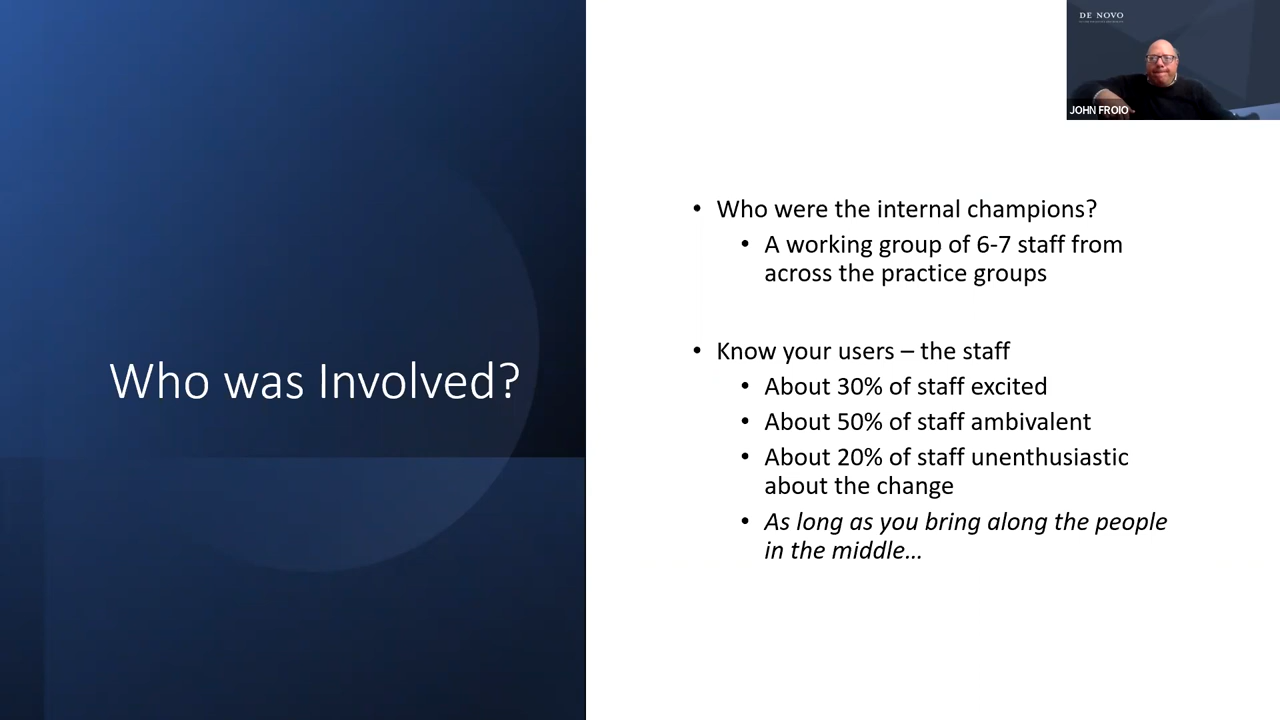 DE NOVO
JOHN FROIO
Who was Involved?
• Who were the internal champions?
• A working group of 6-7 staff from
across the practice groups
• Know your users – the staff
• About 30% of staff excited
• About 50% of staff ambivalent
• About 20% of staff unenthusiastic
about the change
• As long as you bring along the people
in the middle…